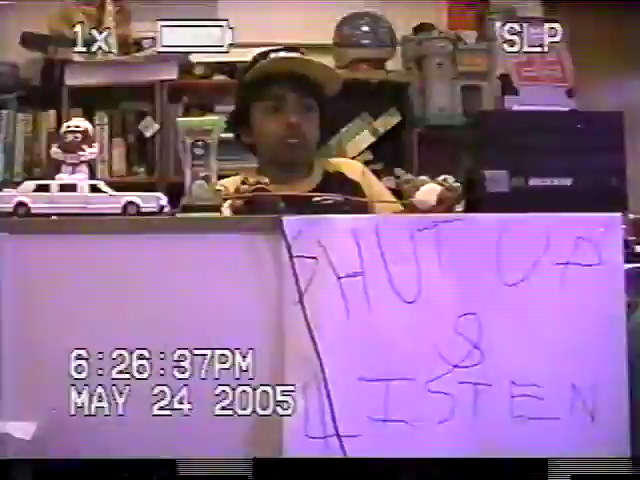 1x SLP
SHUT UP
&
LISTEN
6:26:37PM
MAY 24 2005